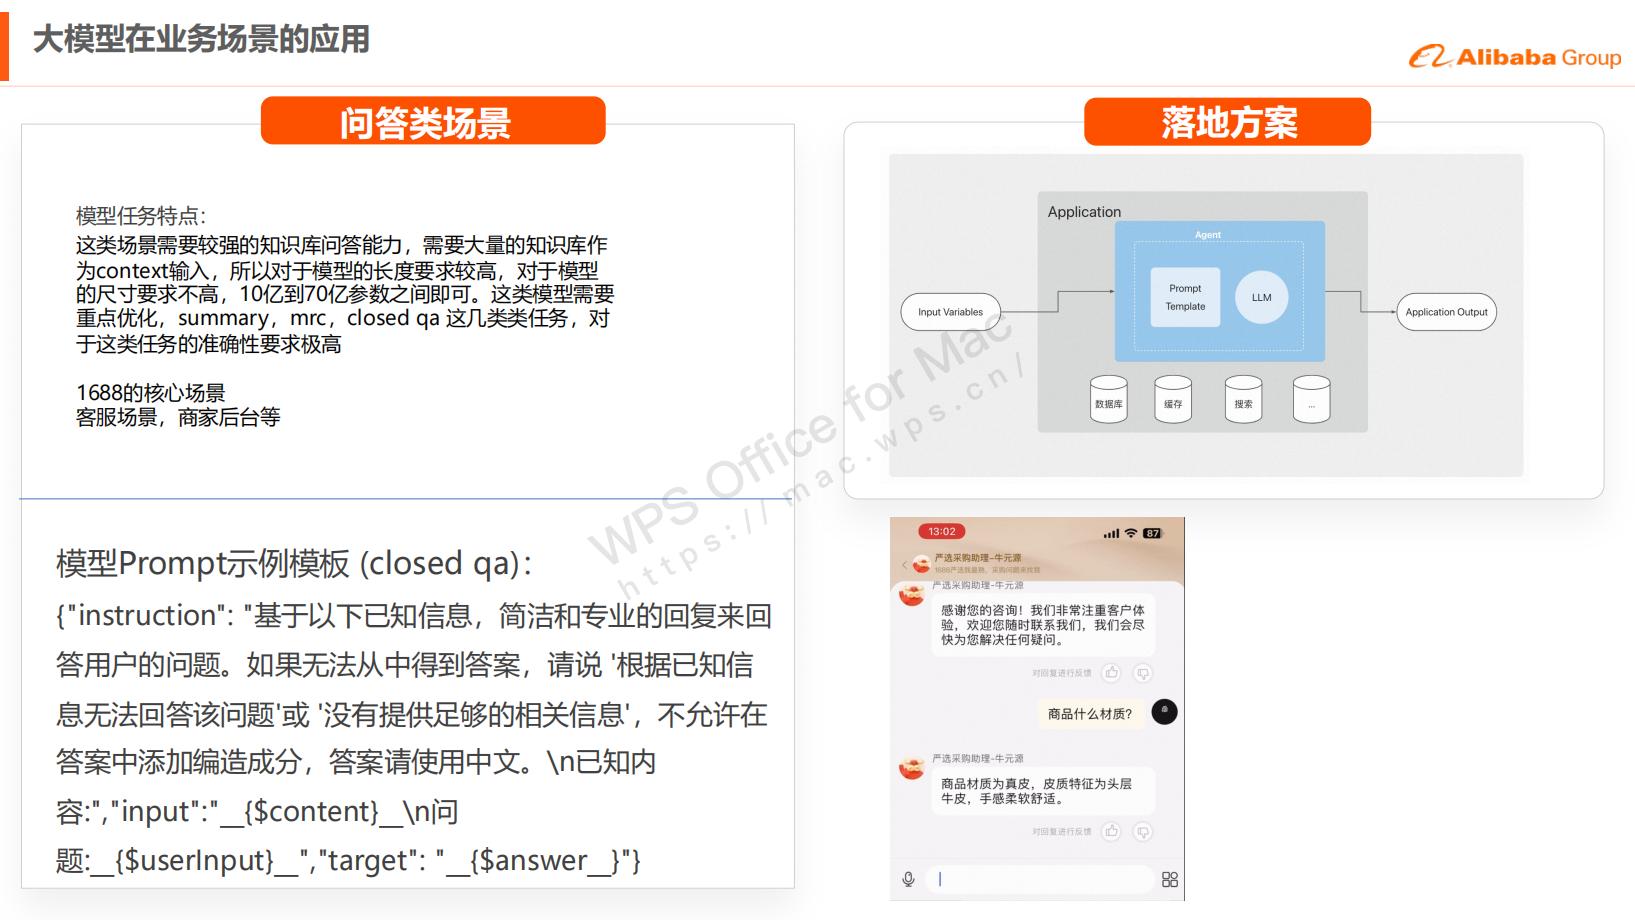 大模型在业务场景的应用
Alibaba Group
问答类场景
模型任务特点：
这类场景需要较强的知识库问答能力，需要大量的知识库作
为context输入，所以对于模型的长度要求较高，对于模型
的尺寸要求不高，10亿到70亿参数之间即可。这类模型需要
重点优化，summary，mrc，closed qa 这几类类任务，对
于这类任务的准确性要求极高
1688的核心场景
客服场景，商家后台等
模型Prompt示例模板 (closed qa)：
{"instruction": "基于以下已知信息，简洁和专业的回复来回
答用户的问题。如果无法从中得到答案，请说 '根据已知信
息无法回答该问题'或 '没有提供足够的相关信息'，不允许在
答案中添加编造成分，答案请使用中文。\n已知内
容:","input":"__{$content}__\n问
题:__{$userInput}__","target": "__{$answer__}"}
落地方案
Application
Agent
Prompt
Template
LLM
Input Variables
Application Output
数据库
缓存
搜索
...
WPS Office for Mac
https://mac.wps.cn/
13:02
87
严选采购助理-牛元源
1688严选我最熟，采购问题来找我
严选采购助理-牛元源
感谢您的咨询！我们非常注重客户体
验，欢迎您随时联系我们，我们会尽
快为您解决任何疑问。
对回复进行反馈
商品什么材质?
严选采购助理-牛元源
商品材质为真皮，皮质特征为头层
牛皮，手感柔软舒适。
对回复进行反馈